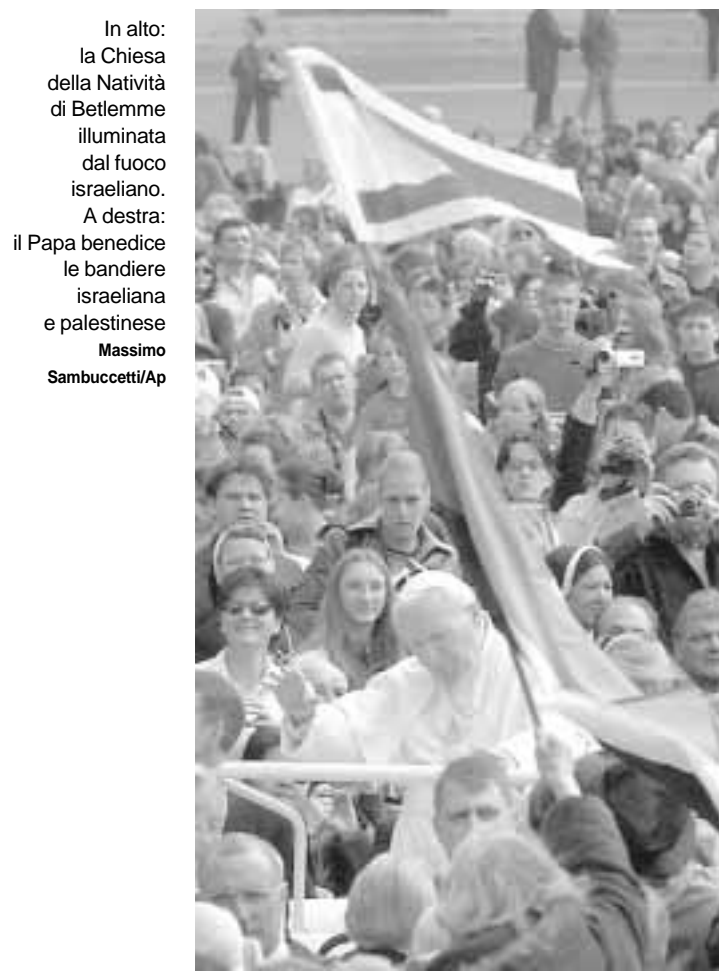 In alto:
la Chiesa
della Natività
di Betlemme
illuminata
dal fuoco
israeliano.
A destra:
il Papa benedice
le bandiere
israeliana
e palestinese
Massimo
Sambuccetti/Ap